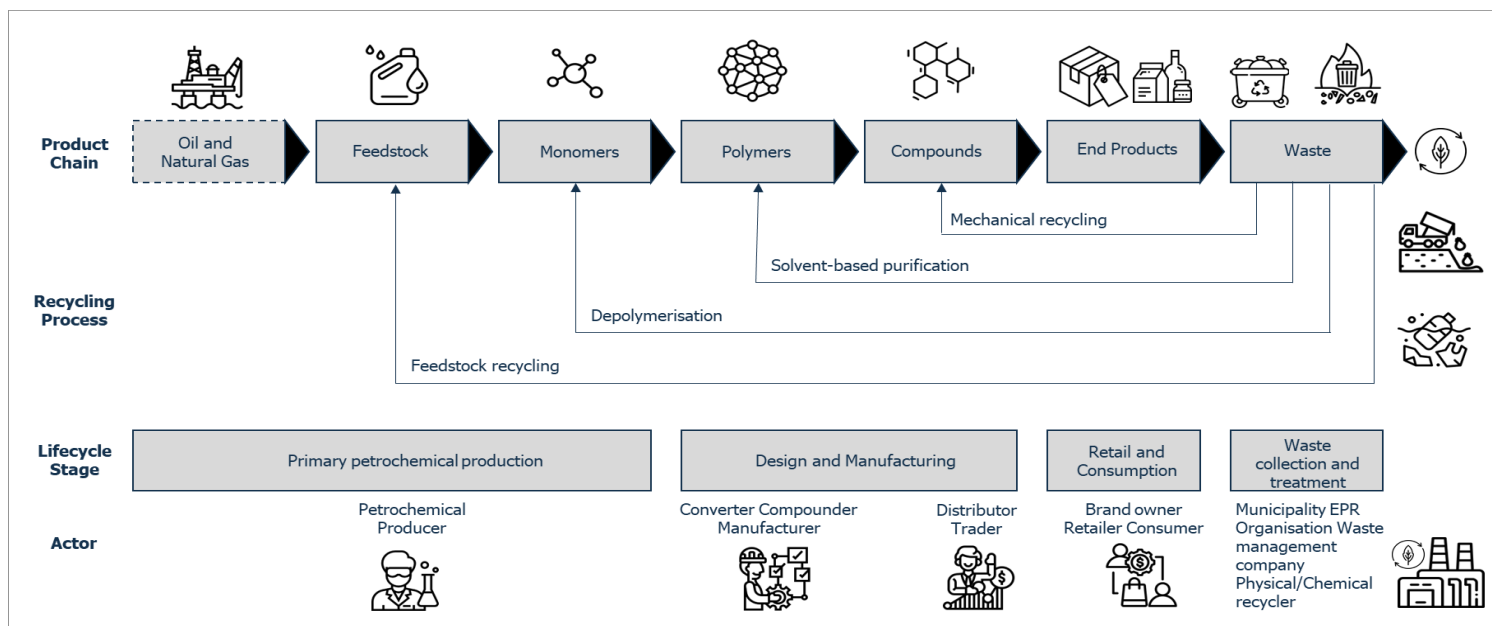 Product
Chain
Oil and
Natural Gas
Feedstock
Monomers
Polymers
Compounds
End Products
Waste
Mechanical recycling
Solvent-based purification
Recycling
Process
Depolymerisation
Feedstock recycling
Lifecycle
Stage
Primary petrochemical production
Design and Manufacturing
Retail and
Consumption
Waste
collection and
treatment
Actor
Petrochemical
Producer
Converter Compounder
Manufacturer
Distributor
Trader
Brand owner
Retailer Consumer
Municipality EPR
Organisation Waste
management
company
Physical/Chemical
recycler